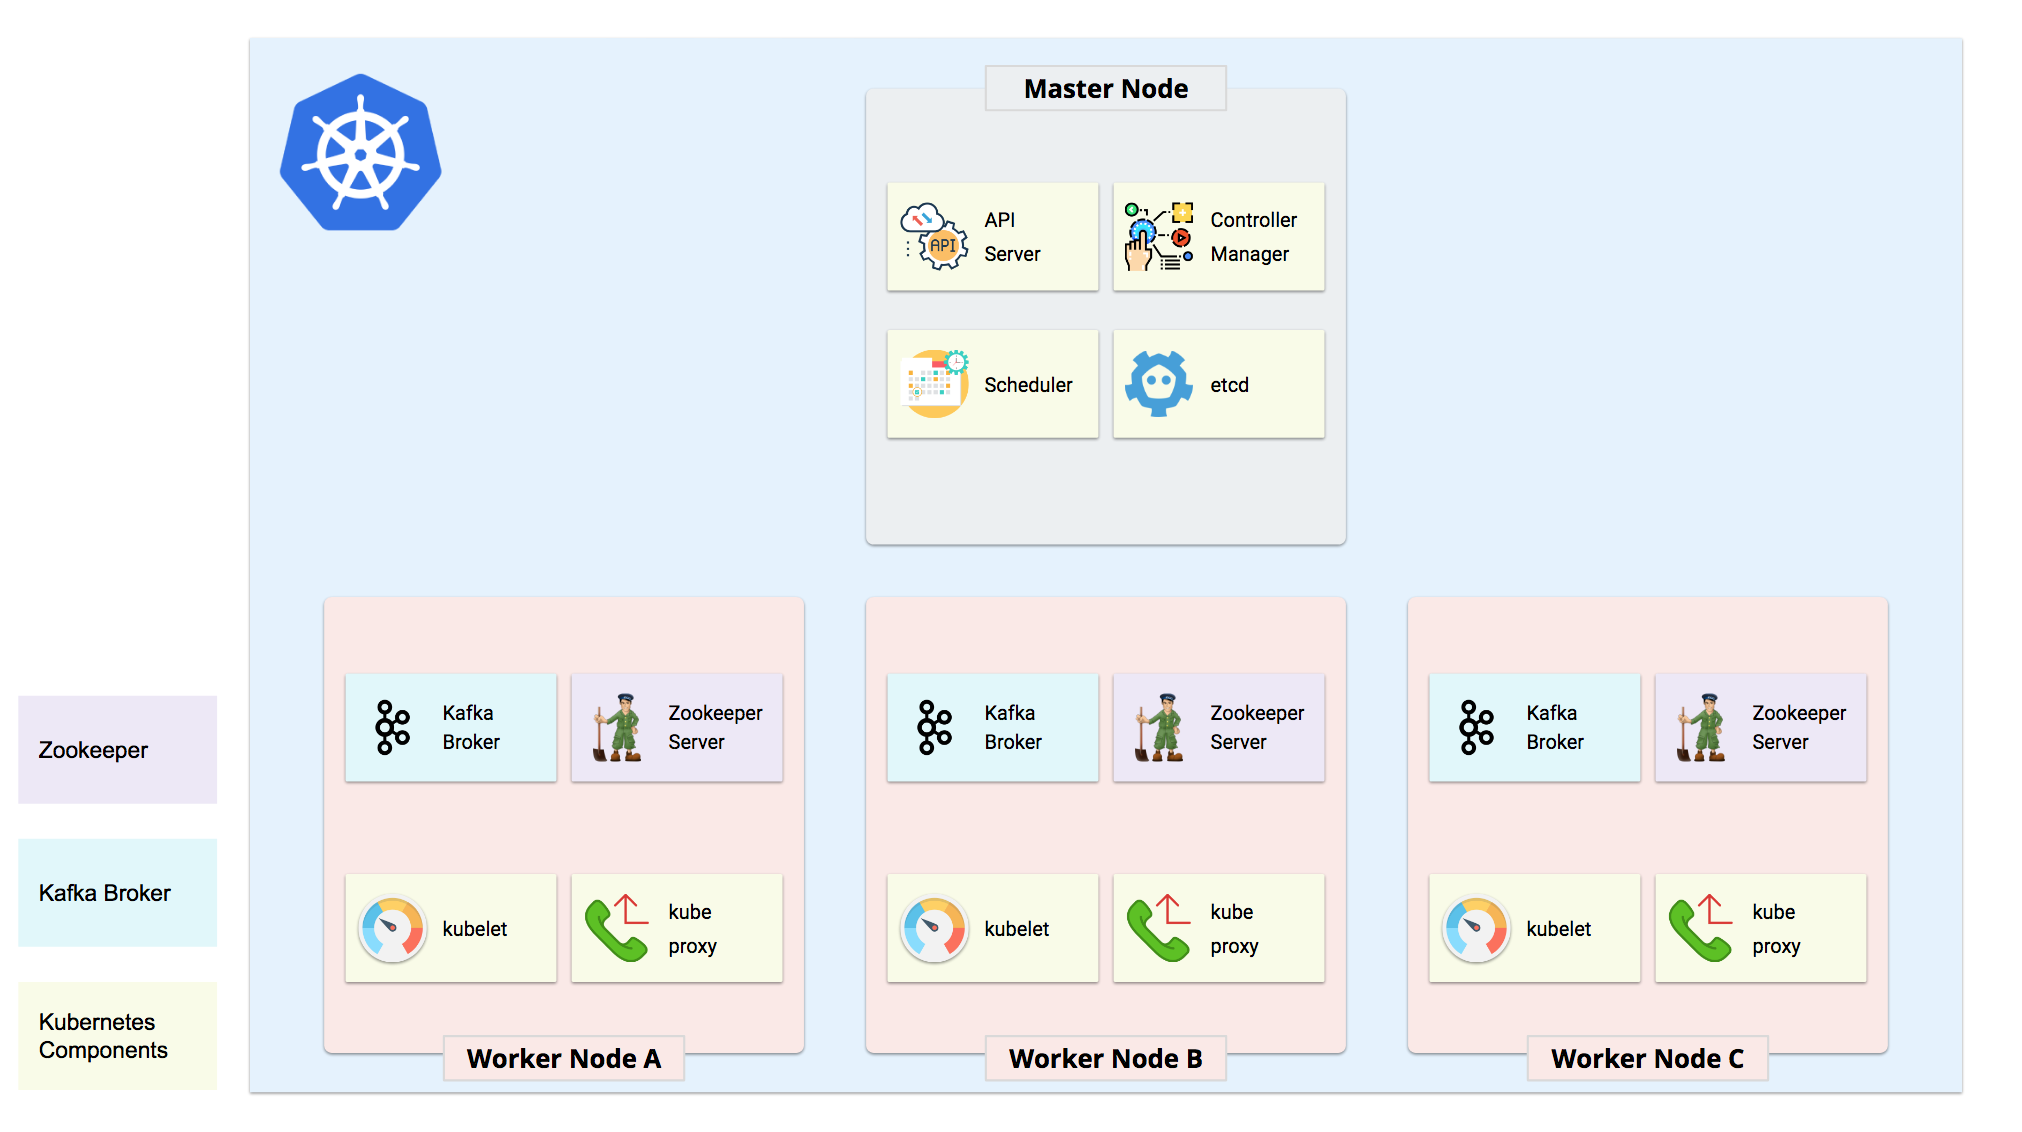 Master Node
API
Server
Controller
Manager
API
Scheduler
etcd
Kafka
Broker
Zookeeper
Server
kubelet
kube
proxy
Worker Node A
Kafka
Broker
Zookeeper
Server
kubelet
kube
proxy
Worker Node B
Kafka
Broker
Zookeeper
Server
kubelet
kube
proxy
Worker Node C
Zookeeper
Kafka Broker
Kubernetes
Components